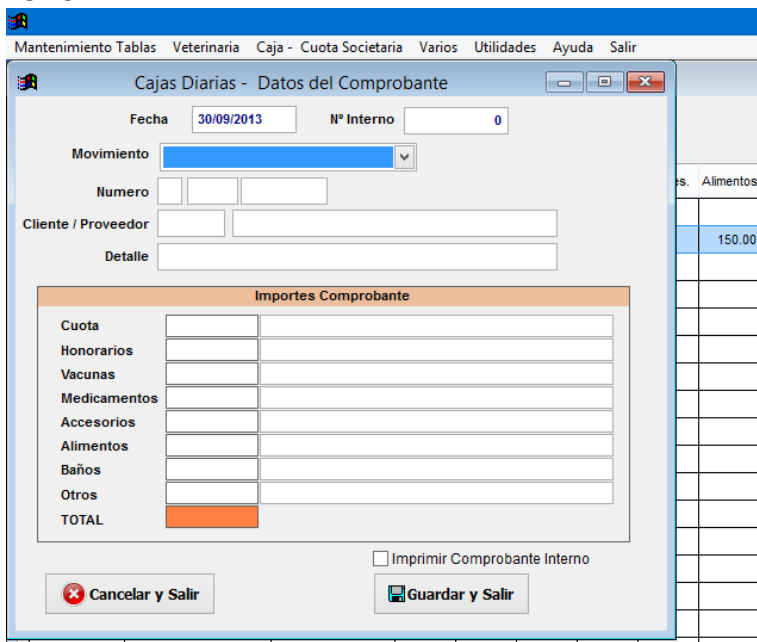 Mantenimiento Tablas Veterinaria Caja - Cuota Societaria Varios Utilidades Ayuda Salir
Cajas Diarias - Datos del Comprobante
Fecha 30/09/2013 Nº Interno 0
Movimiento
Numero
Cliente / Proveedor
Detalle
Importes Comprobante
Cuota
Honorarios
Vacunas
Medicamentos
Accesorios
Alimentos
Baños
Otros
TOTAL
Imprimir Comprobante Interno
Cancelar y Salir Guardar y Salir
Alimentos
150.00